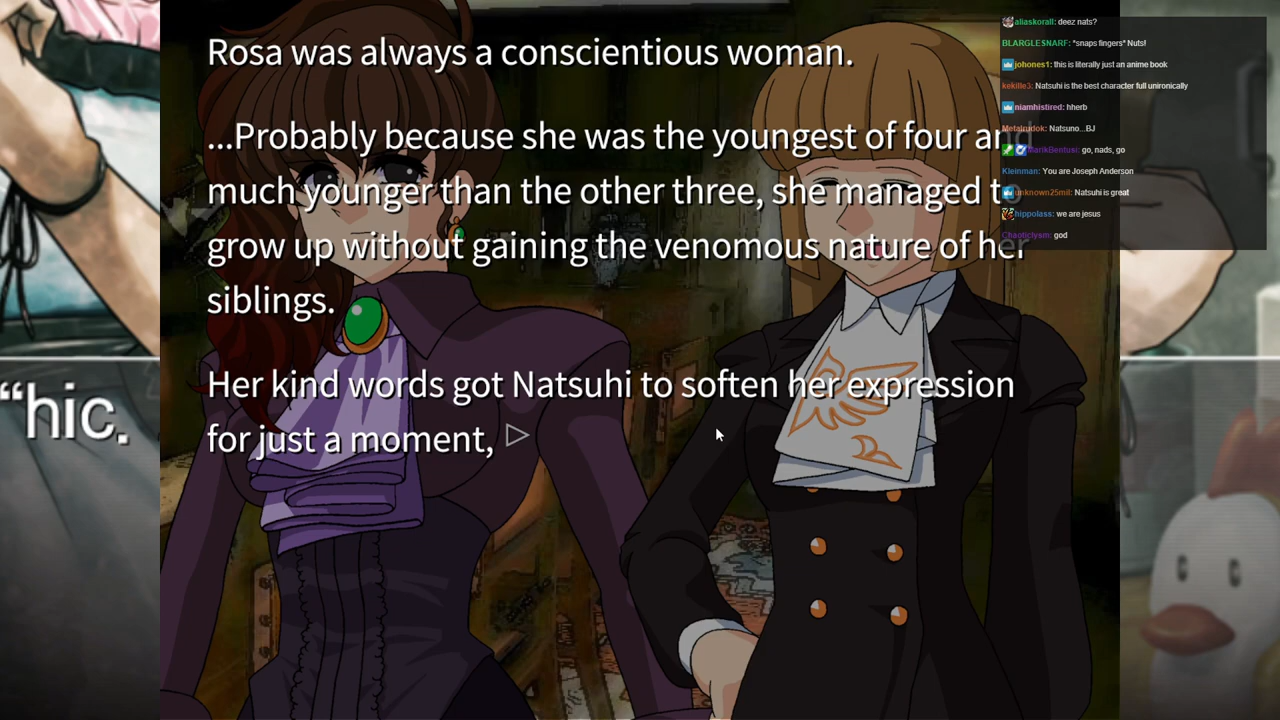 Rosa was always a conscientious woman.
...Probably because she was the youngest of four
much younger than the other three, she managed
grow up without gaining the venomous nature of her
siblings.
Her kind words got Natsuhi to soften her expression
for just a moment,
“hic.
aliaskorall: deez nats?
BLARGLESNARF: *snaps fingers* Nuts!
johones1: this is literally just an anime book
Natsuhi is the best character full unironically
niamhistired: hherb
Metalrudok: Natsuno...BJ
MarikBentusi: go, nads, go
Kleinman: You are Joseph Anderson
unknown25mil: Natsuhi is great
hippolass: we are jesus
Chaoticlysm: god